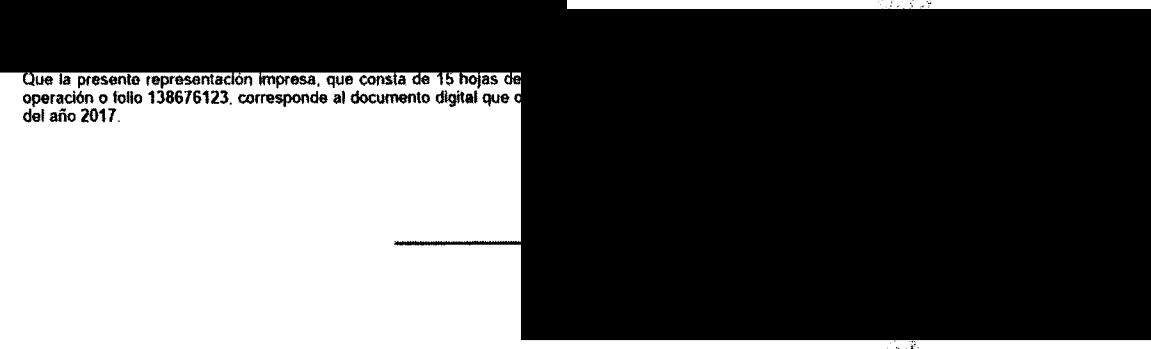 Que la presente representación impresa, que consta de 15 hojas de
operación o folio 138676123, corresponde al documento digital que
del año 2017.